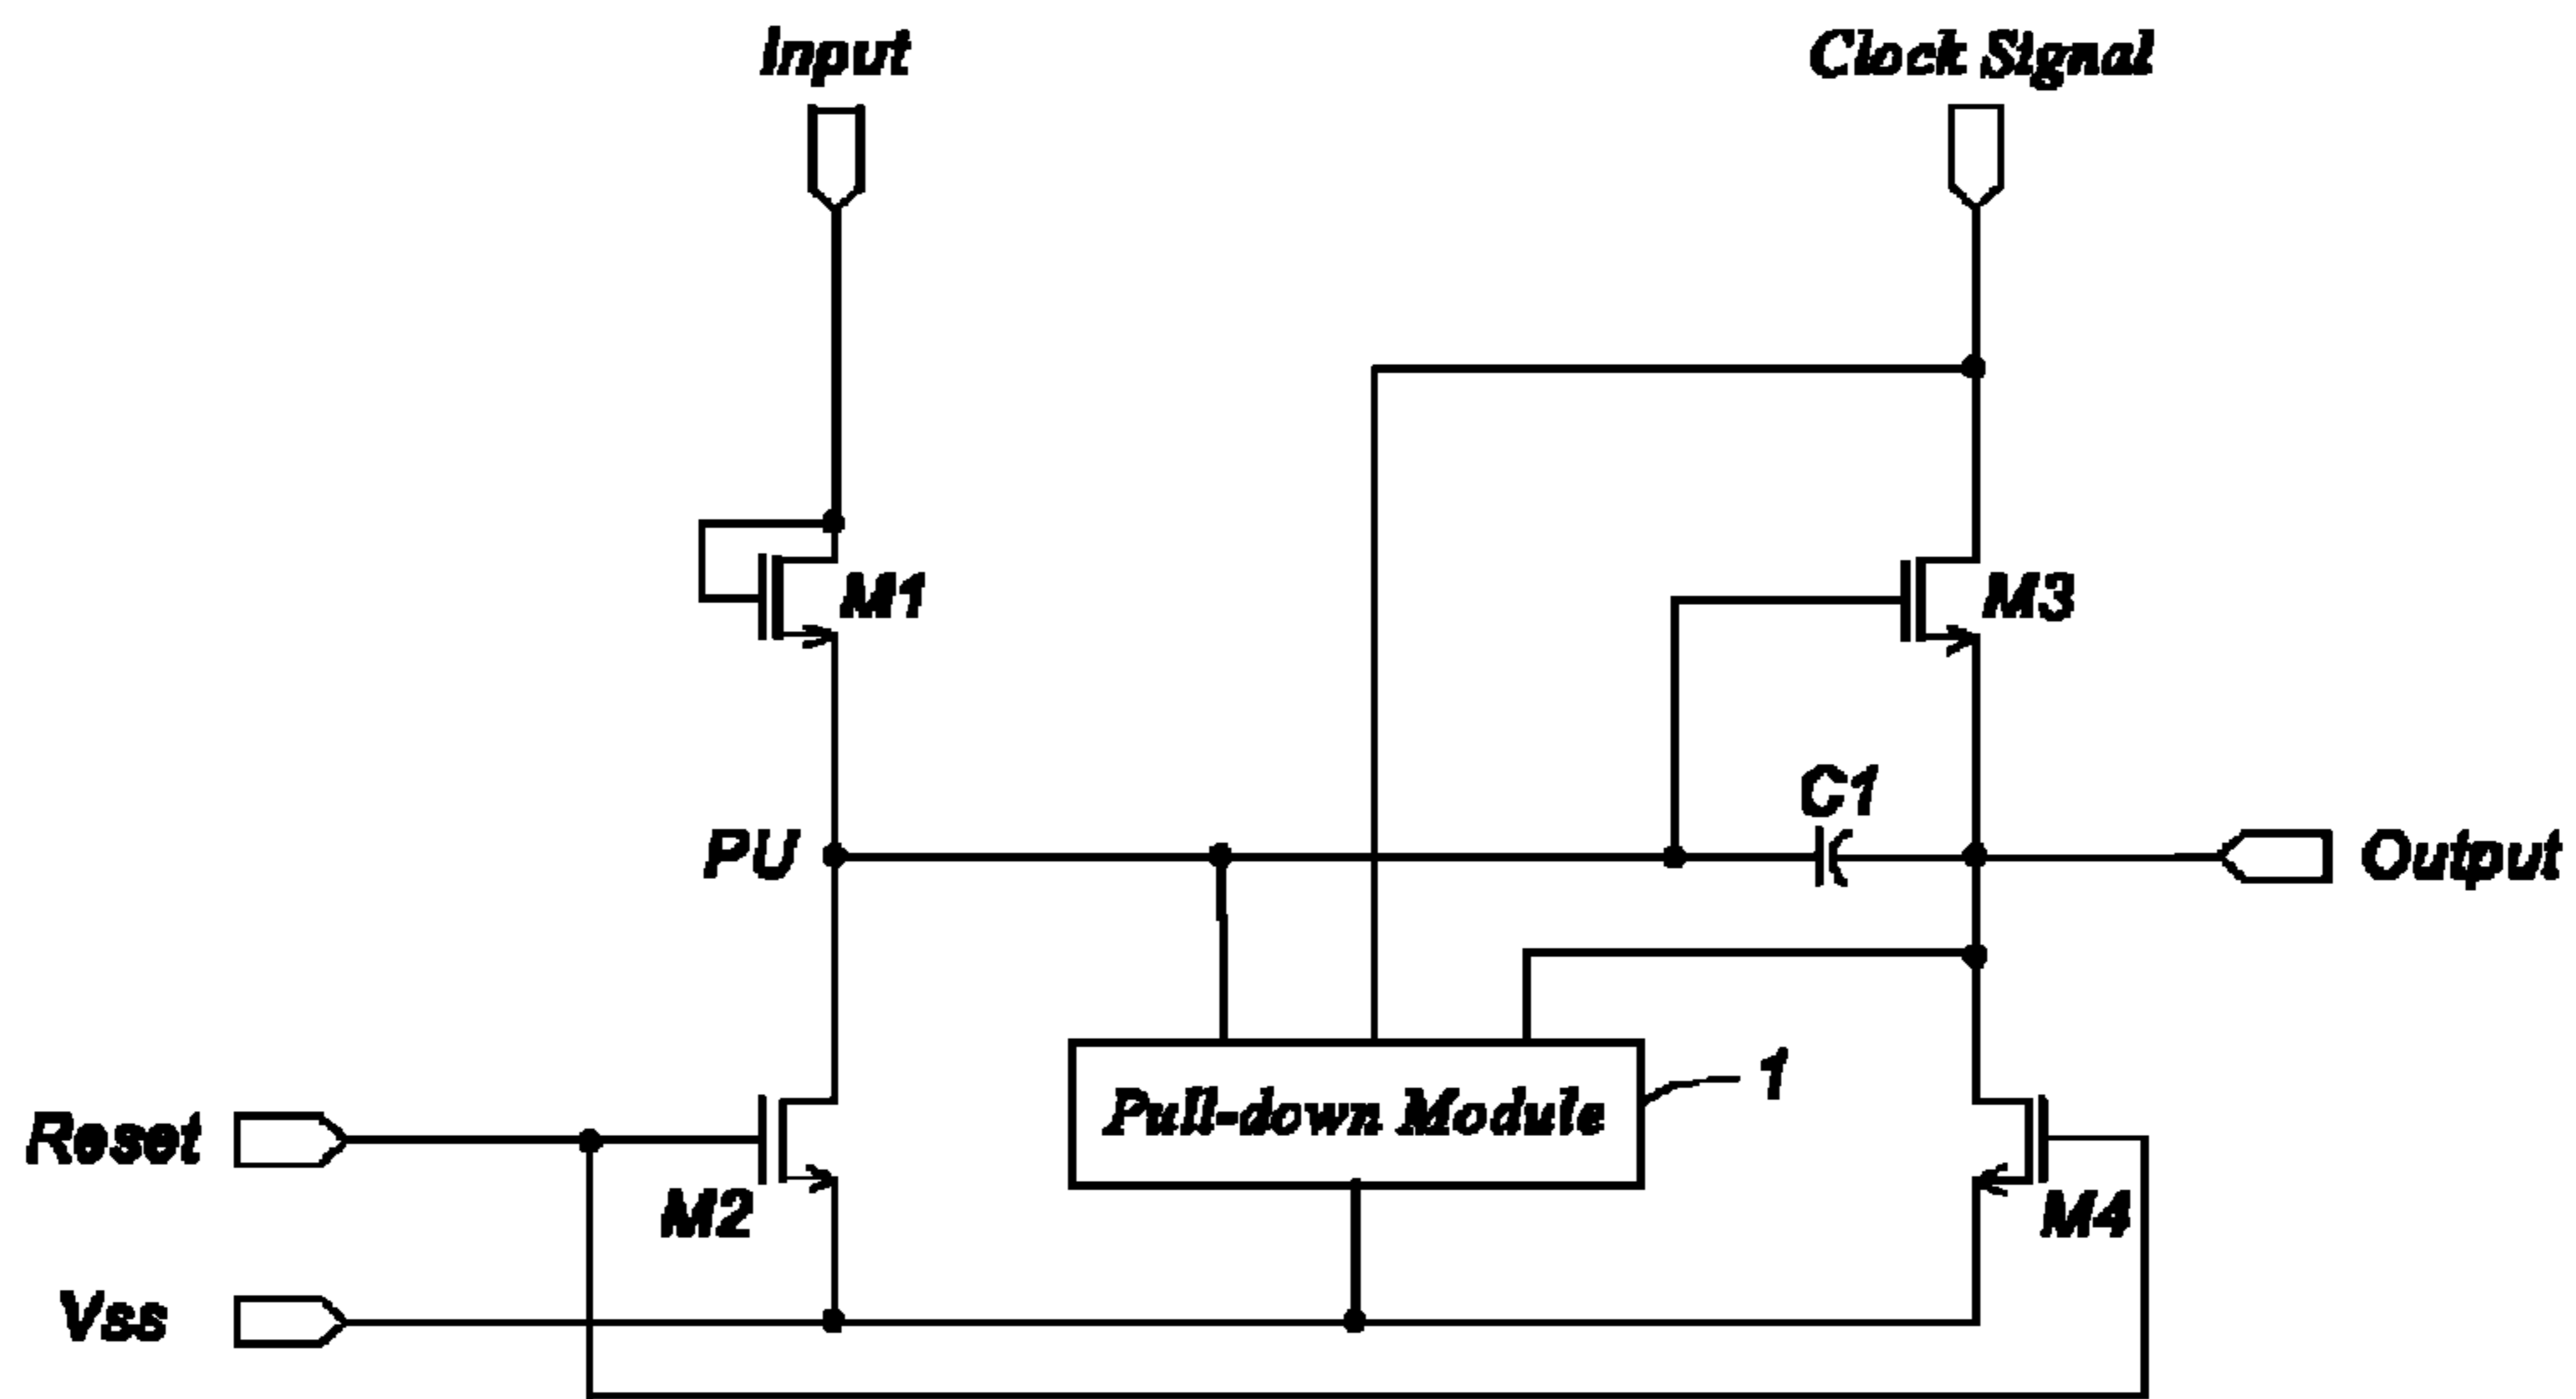 Input
Clock Signal
M1
M3
C1
PU
Output
Pull-down Module
1
Reset
M2
M4
Vss